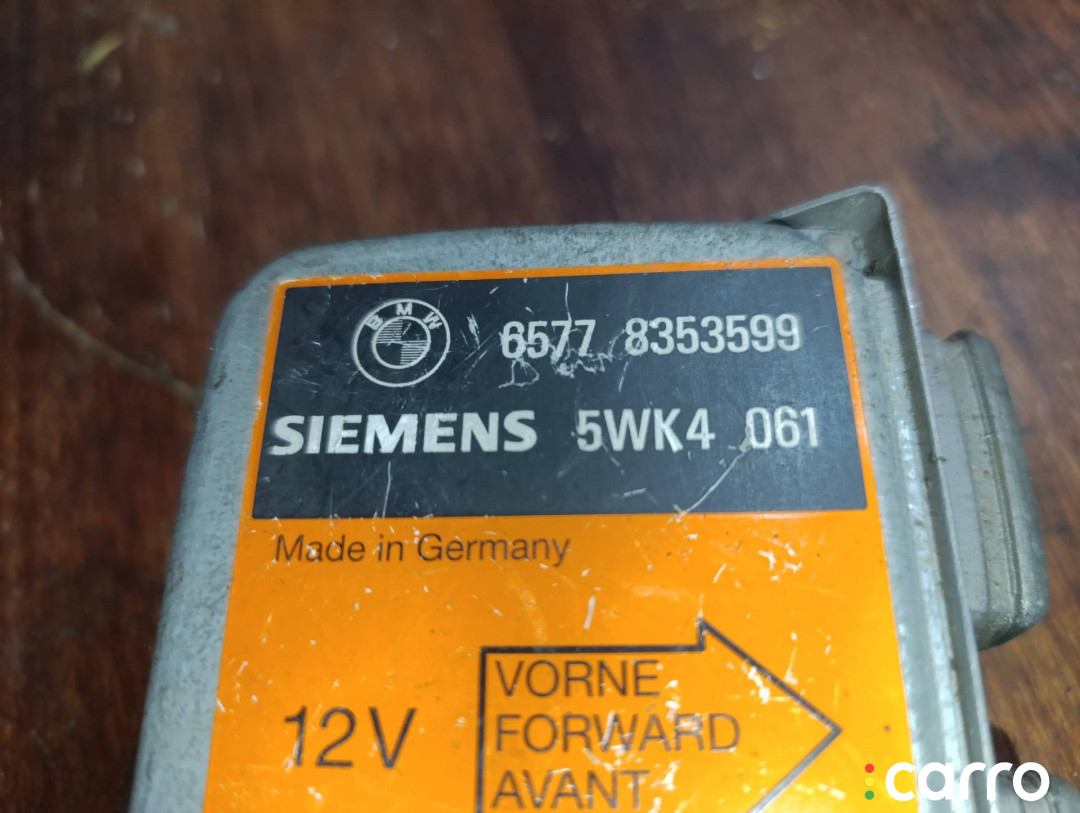 BMW 6577 8353599
SIEMENS 5WK4 061
Made in Germany
12V
VORNE
FORWARD
AVANT
carro